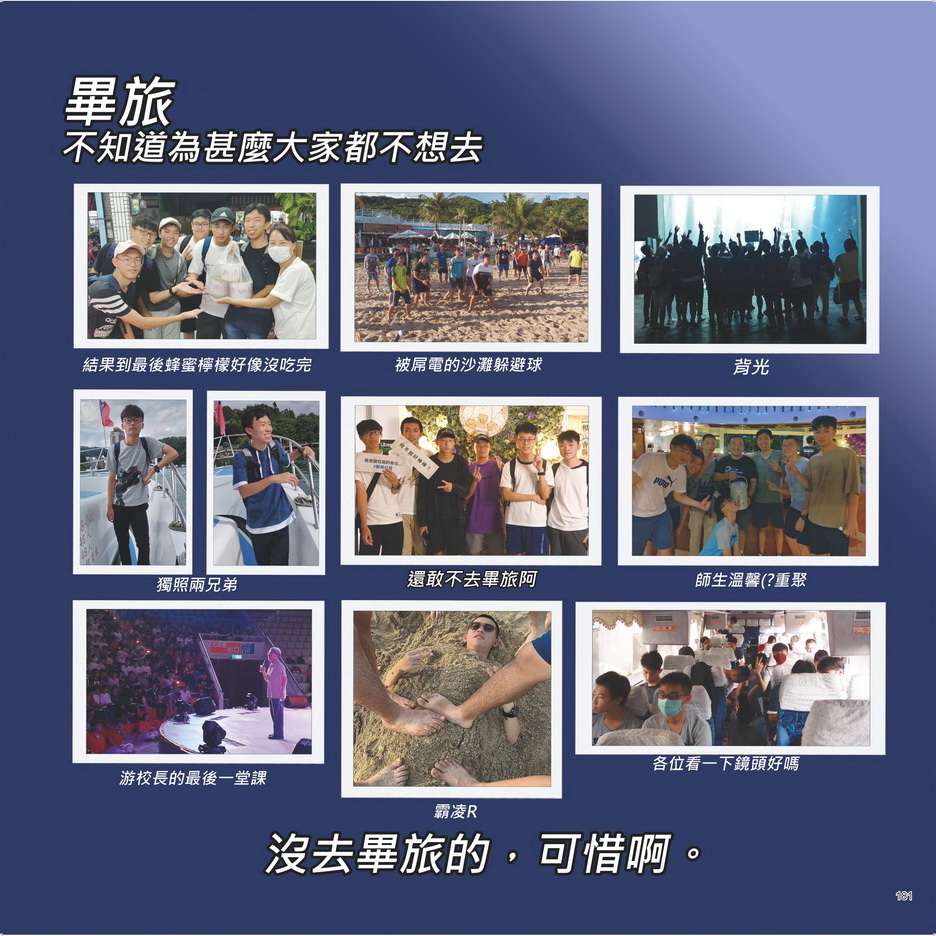 畢旅
不知道為甚麼大家都不想去
結果到最後蜂蜜檸檬好像沒吃完
被屌電的沙灘躲避球
背光
獨照兩兄弟
還敢不去畢旅阿
師生溫馨(?重聚
游校長的最後一堂課
霸凌R
各位看一下鏡頭好嗎
沒去畢旅的，可惜啊。
181